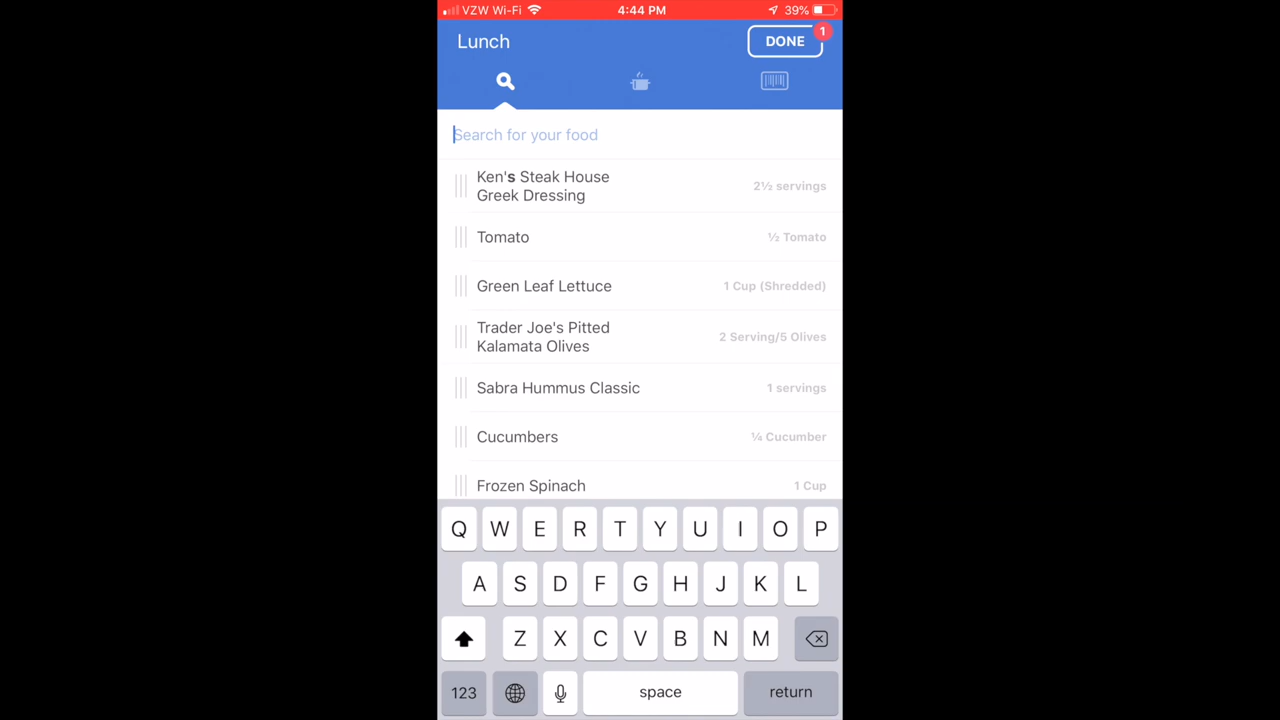 VZW Wi-Fi 4:44 PM 39%
Lunch DONE 1
Search for your food
Ken's Steak House
Greek Dressing
2½ servings
Tomato ½ Tomato
Green Leaf Lettuce 1 Cup (Shredded)
Trader Joe's Pitted
Kalamata Olives
2 Serving/5 Olives
Sabra Hummus Classic 1 servings
Cucumbers ¼ Cucumber
Frozen Spinach 1 Cup
Q W E R T Y U I O P
A S D F G H J K L
Z X C V B N M
123 space return